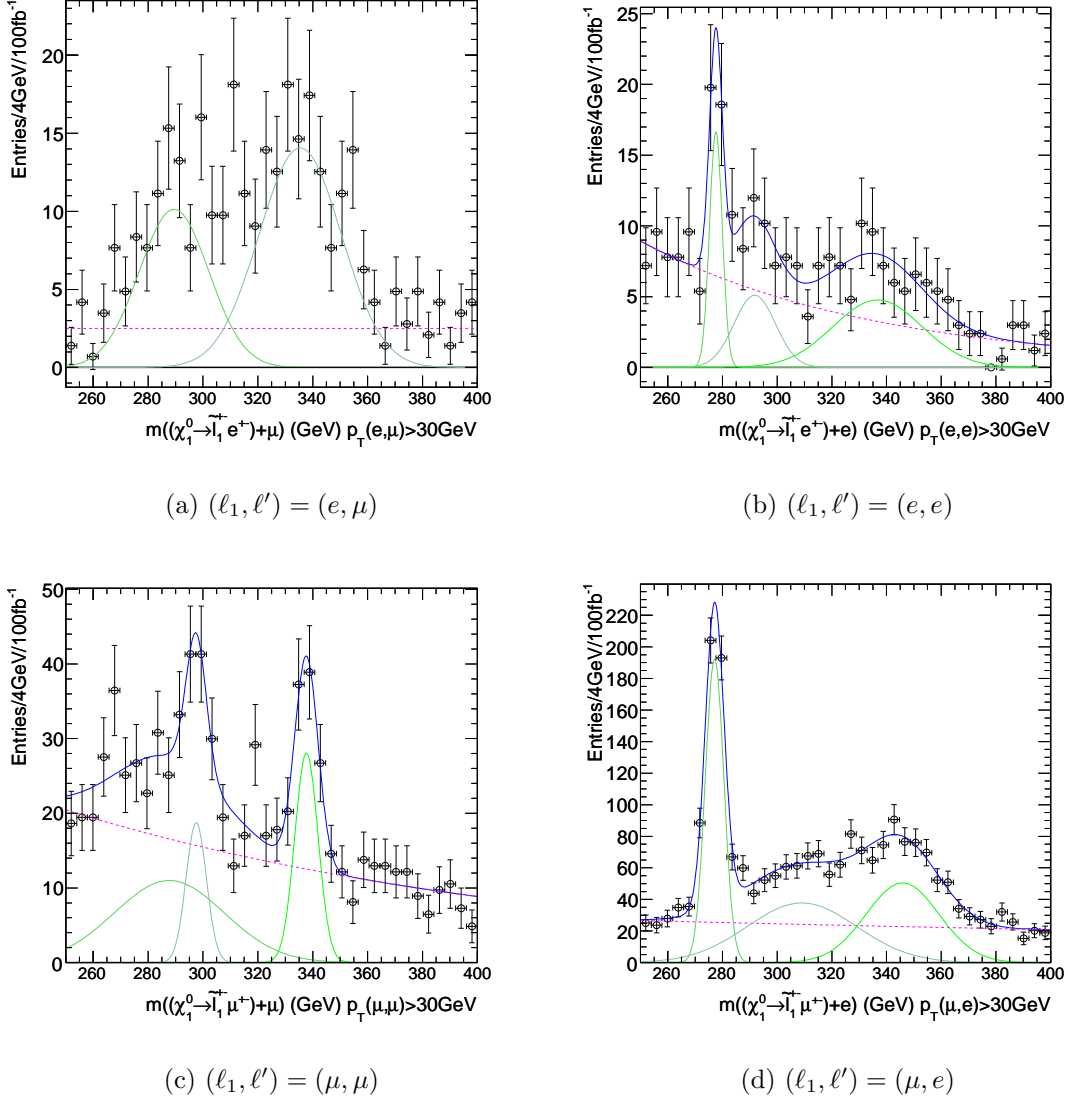 Entries/4GeV/100fb⁻¹
20
15
10
5
0
260 280 300 320 340 360 380 400
m((χ₁⁰→l̃₁⁺⁻e⁺)+μ) (GeV) p_T(e,μ)>30GeV
(a) (ℓ₁, ℓ′) = (e, μ)
Entries/4GeV/100fb⁻¹
25
20
15
10
5
0
260 280 300 320 340 360 380 400
m((χ₁⁰→l̃₁⁺⁻e⁺)+e) (GeV) p_T(e,e)>30GeV
(b) (ℓ₁, ℓ′) = (e, e)
Entries/4GeV/100fb⁻¹
50
40
30
20
10
0
260 280 300 320 340 360 380 400
m((χ₁⁰→l̃₁⁺⁻μ⁺)+μ) (GeV) p_T(μ,μ)>30GeV
(c) (ℓ₁, ℓ′) = (μ, μ)
Entries/4GeV/100fb⁻¹
220
200
180
160
140
120
100
80
60
40
20
0
260 280 300 320 340 360 380 400
m((χ₁⁰→l̃₁⁺⁻μ⁺)+e) (GeV) p_T(μ,e)>30GeV
(d) (ℓ₁, ℓ′) = (μ, e)